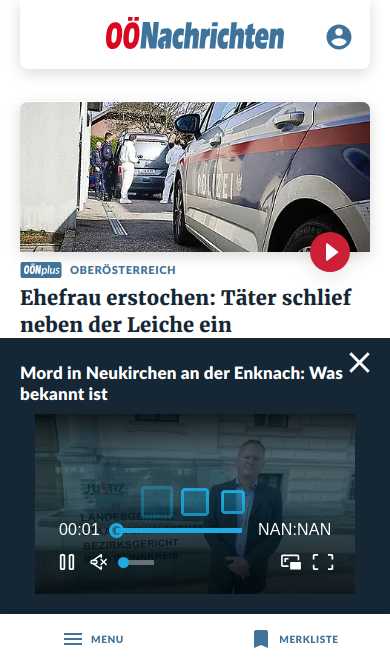 OÖNachrichten
POLIZEI
OÖNplus OBERÖSTERREICH
Ehefrau erstochen: Täter schlief
neben der Leiche ein
Mord in Neukirchen an der Enknach: Was
bekannt ist
LANDESGERICHT
BEZIRKSGERICHT
00:01 NAN:NAN
MENU MERKLISTE